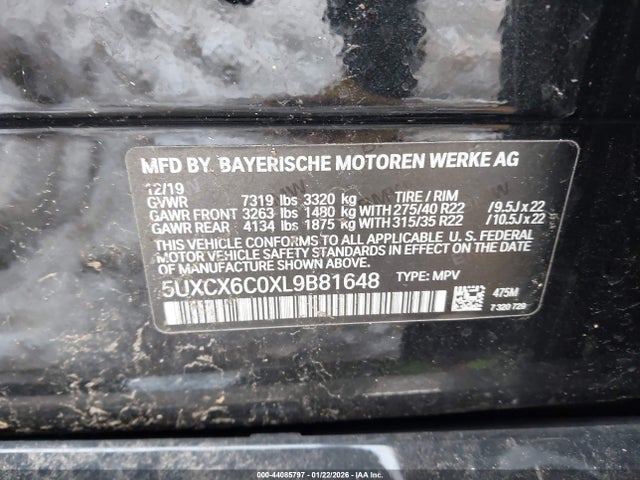 MFD BY. BAYERISCHE MOTOREN WERKE AG
12/19
GVWR 7319 lbs 3320 kg TIRE / RIM
GAWR FRONT 3263 lbs 1480 kg WITH 275/40 R22 /9.5J x 22
GAWR REAR 4134 lbs 1875 kg WITH 315/35 R22 /10.5J x 22
THIS VEHICLE CONFORMS TO ALL APPLICABLE U. S. FEDERAL
MOTOR VEHICLE SAFETY STANDARDS IN EFFECT
ON THE DATE OF MANUFACTURE SHOWN ABOVE.
5UXCX6C0XL9B81648 TYPE: MPV
475M
7 320 720
© - 44085797 - 01/22/2026 - IAA Inc.